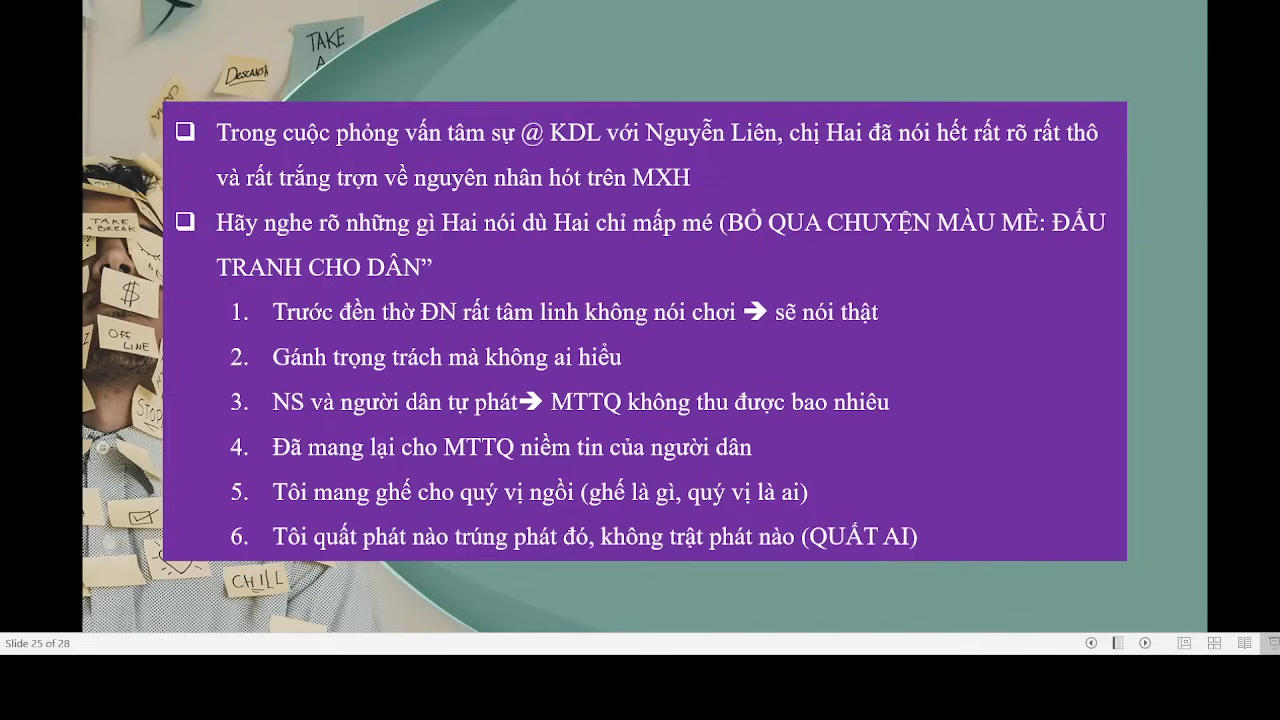 TAKE
A
DESCANSA
TAKE
A BREAK
$
OFF
LINE
STOP
CHILL
❑ Trong cuộc phỏng vấn tâm sự @ KDL với Nguyễn Liên, chị Hai đã nói hết rất rõ rất thô
và rất trắng trợn về nguyên nhân hót trên MXH
❑ Hãy nghe rõ những gì Hai nói dù Hai chỉ mấp mé (BỎ QUA CHUYỆN MÀU MÈ: ĐẤU
TRANH CHO DÂN”
1. Trước đền thờ ĐN rất tâm linh không nói chơi ➔ sẽ nói thật
2. Gánh trọng trách mà không ai hiểu
3. NS và người dân tự phát➔ MTTQ không thu được bao nhiêu
4. Đã mang lại cho MTTQ niềm tin của người dân
5. Tôi mang ghế cho quý vị ngồi (ghế là gì, quý vị là ai)
6. Tôi quất phát nào trúng phát đó, không trật phát nào (QUẤT AI)
Slide 25 of 28